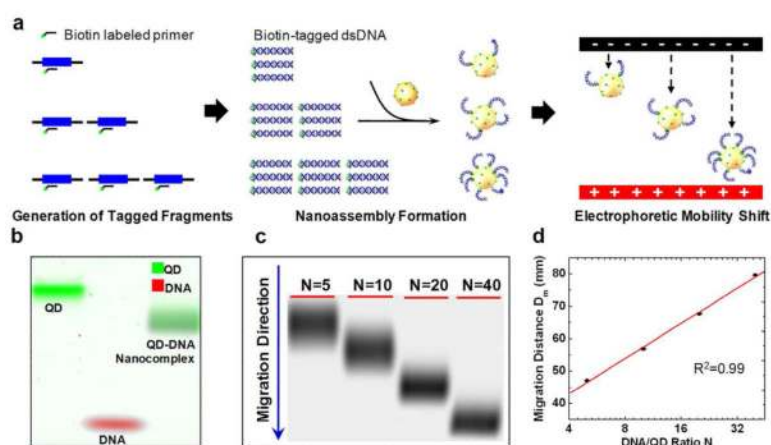 a
Biotin labeled primer
Biotin-tagged dsDNA
- - - - - - - -
+ + + + + + + +
Generation of Tagged Fragments
Nanoassembly Formation
Electrophoretic Mobility Shift
b
QD
DNA
QD
QD-DNA
Nanocomplex
DNA
c
Migration Direction
N=5 N=10 N=20 N=40
d
Migration Distance Dₘ (mm)
80
70
60
50
40
R²=0.99
4 8 16 32
DNA/QD Ratio N